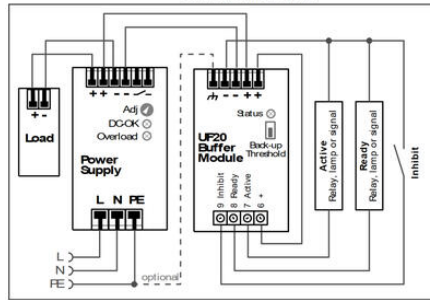 + + - - 
+ + - - + +
+ -
Load
Adj
DC-OK
Overload
Power
Supply
L N PE
Status
UF20
Buffer
Module
Back-up
Threshold
9 Inhibit
8 Ready
7 Active
6 +
Active
Relay, lamp or signal
Ready
Relay, lamp or signal
Inhibit
L
N
PE
optional